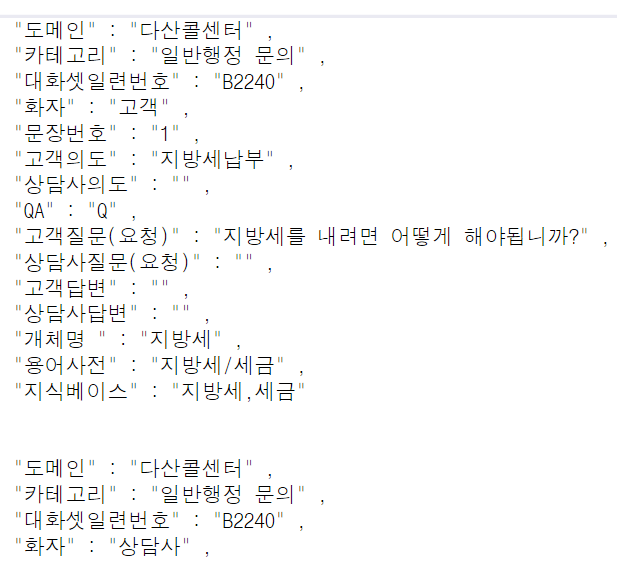 "도메인" : "다산콜센터" ,
"카테고리" : "일반행정 문의" ,
"대화셋일련번호" : "B2240" ,
"화자" : "고객" ,
"문장번호" : "1" ,
"고객의도" : "지방세납부" ,
"상담사의도" : "" ,
"QA" : "Q" ,
"고객질문(요청)" : "지방세를 내려면 어떻게 해야됩니까?" ,
"상담사질문(요청)" : "" ,
"고객답변" : "" ,
"상담사답변" : "" ,
"개체명 " : "지방세" ,
"용어사전" : "지방세/세금" ,
"지식베이스" : "지방세,세금"
"도메인" : "다산콜센터" ,
"카테고리" : "일반행정 문의" ,
"대화셋일련번호" : "B2240" ,
"화자" : "상담사" ,